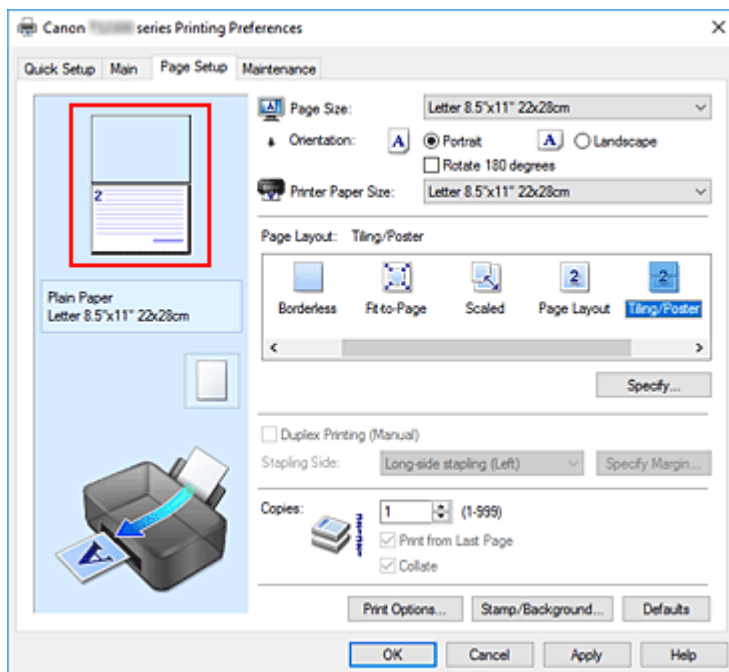 Canon series Printing Preferences
Quick Setup Main Page Setup Maintenance
2
Plain Paper
Letter 8.5"x11" 22x28cm
A
Page Size: Letter 8.5"x11" 22x28cm
Orientation: A Portrait A Landscape
Rotate 180 degrees
Printer Paper Size: Letter 8.5"x11" 22x28cm
Page Layout: Tiling/Poster
2 2
Borderless Fit-to-Page Scaled Page Layout Tiling/Poster
Specify...
Duplex Printing (Manual)
Stapling Side: Long-side stapling (Left) Specify Margin...
Copies: 1 (1-999)
Print from Last Page
Collate
Print Options... Stamp/Background... Defaults
OK Cancel Apply Help